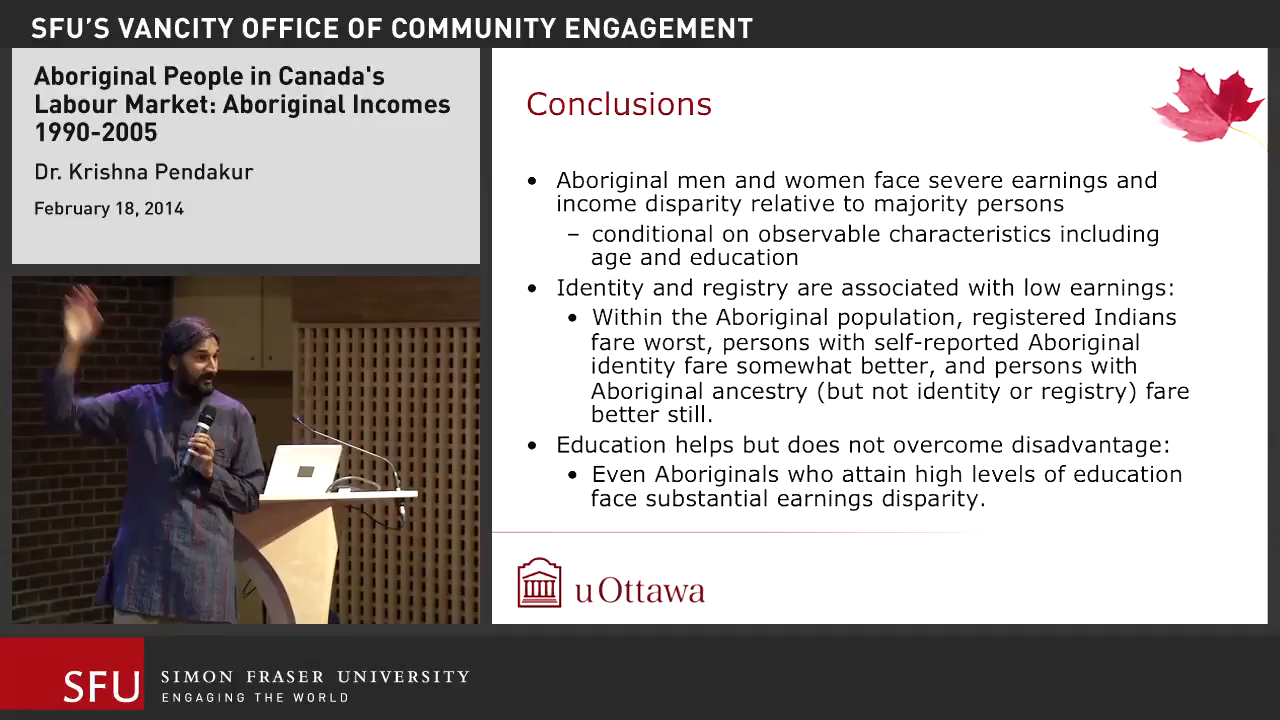 SFU'S VANCITY OFFICE OF COMMUNITY ENGAGEMENT
Aboriginal People in Canada's
Labour Market: Aboriginal Incomes
1990-2005
Dr. Krishna Pendakur
February 18, 2014
Conclusions
• Aboriginal men and women face severe earnings and
income disparity relative to majority persons
– conditional on observable characteristics including
age and education
• Identity and registry are associated with low earnings:
• Within the Aboriginal population, registered Indians
fare worst, persons with self-reported Aboriginal
identity fare somewhat better, and persons with
Aboriginal ancestry (but not identity or registry) fare
better still.
• Education helps but does not overcome disadvantage:
• Even Aboriginals who attain high levels of education
face substantial earnings disparity.
uOttawa
SFU
SIMON FRASER UNIVERSITY
ENGAGING THE WORLD